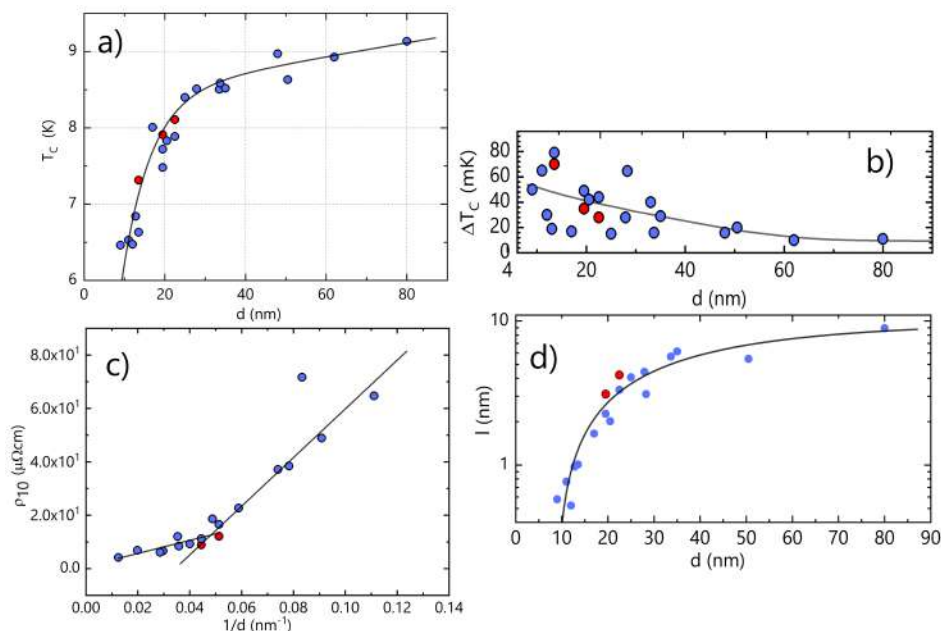 a)
9
8
7
6
T_C (K)
0 20 40 60 80
d (nm)
b)
80
60
40
20
0
ΔT_C (mK)
4 20 40 60 80
d (nm)
c)
8.0x10¹
6.0x10¹
4.0x10¹
2.0x10¹
0.0
ρ₁₀ (μΩcm)
0.00 0.02 0.04 0.06 0.08 0.10 0.12 0.14
1/d (nm⁻¹)
d)
10
1
l (nm)
0 10 20 30 40 50 60 70 80 90
d (nm)